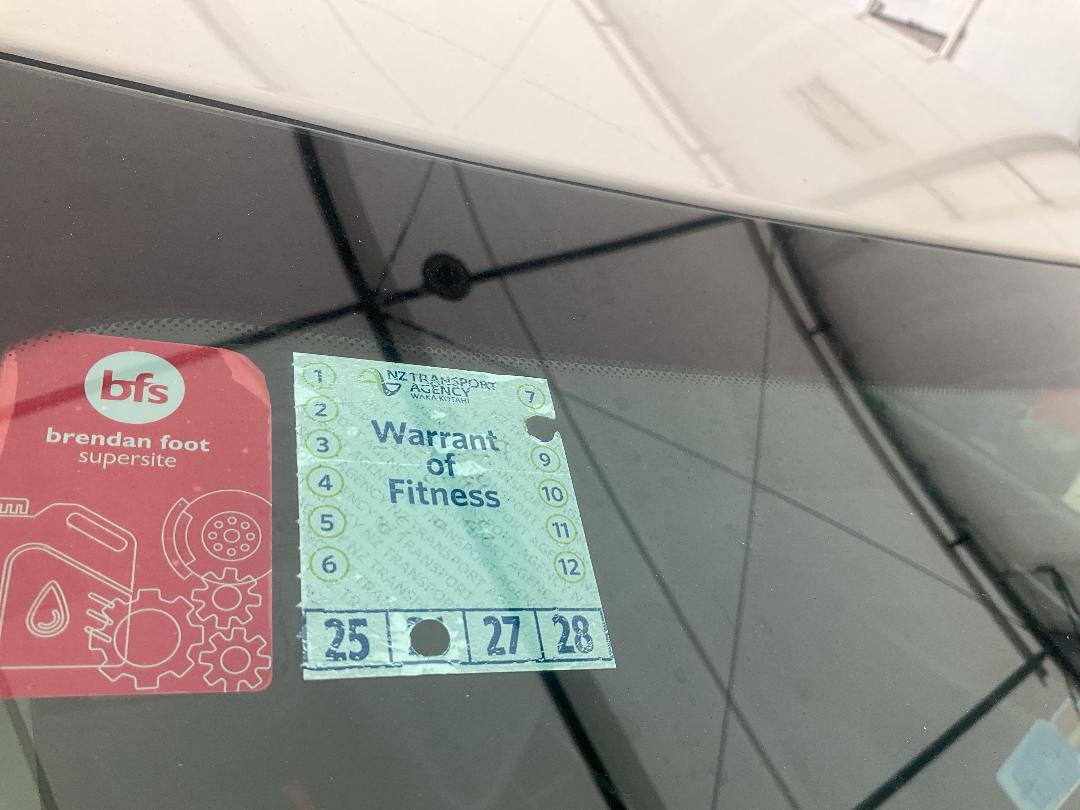 bfs
brendan foot
supersite
NZ TRANSPORT
AGENCY
WAKA KOTAHI
Warrant
of
Fitness
1
2
3
4
5
6
7
9
10
11
12
25
27
28